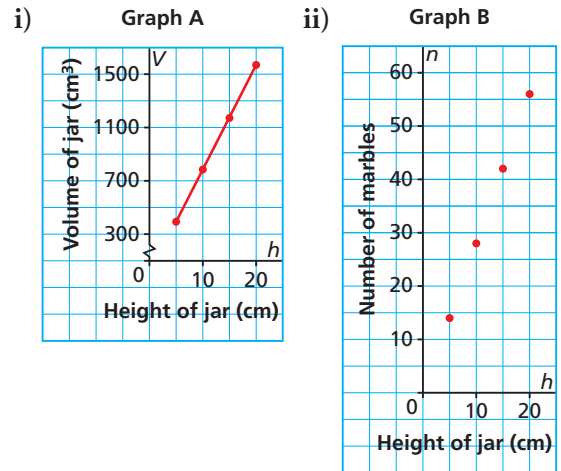 i)
Graph A
V
Volume of jar (cm³)
1500
1100
700
300
h
0
10
20
Height of jar (cm)
ii)
Graph B
n
Number of marbles
60
50
40
30
20
10
h
0
10
20
Height of jar (cm)